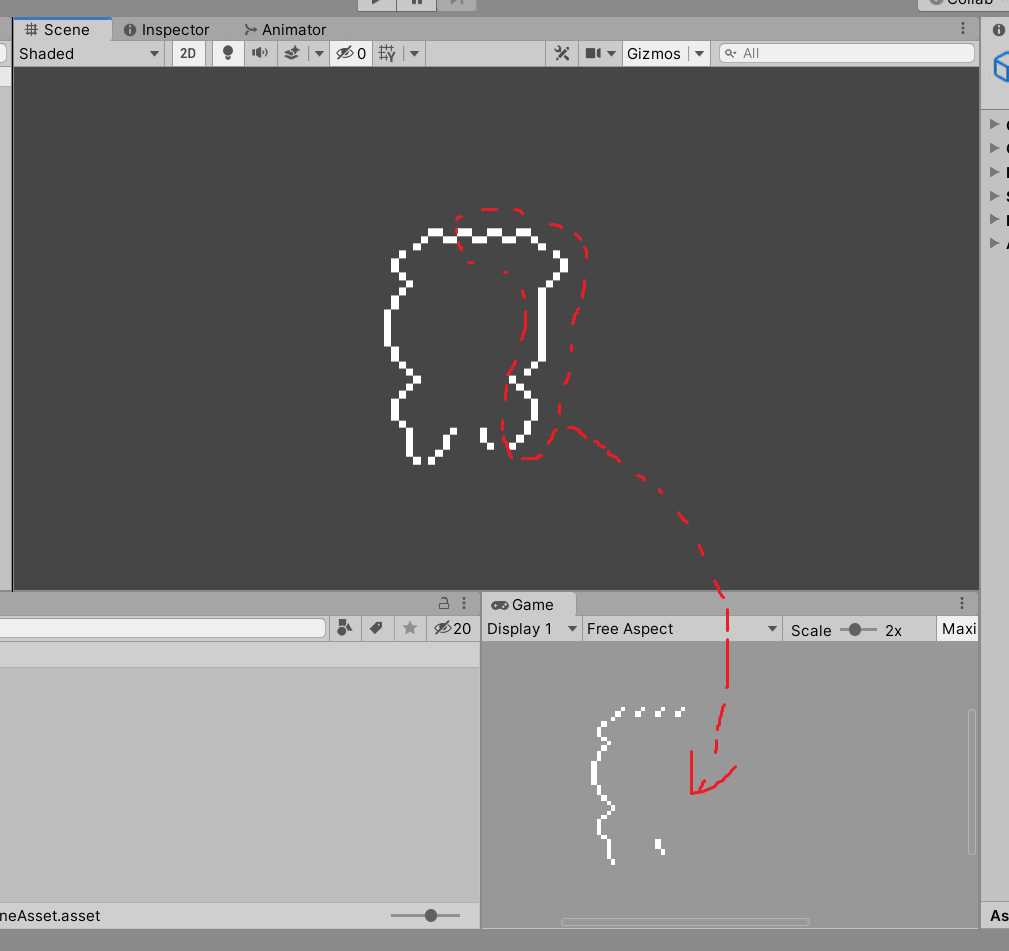 Collab
Scene Inspector Animator
Shaded 2D 0 Gizmos All
Game
20 Display 1 Free Aspect Scale 2x Maxi
neAsset.asset
As